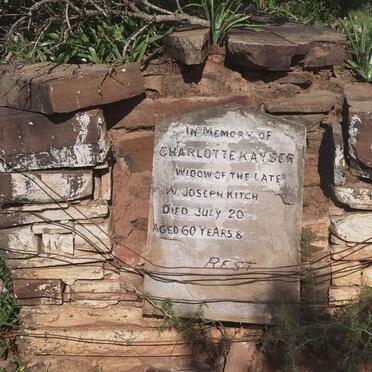 IN MEMORY OF
CHARLOTTE KAYSER
WIDOW OF THE LATE
W. JOSEPH KITCH
DIED JULY 20
AGED 60 YEARS &
REST